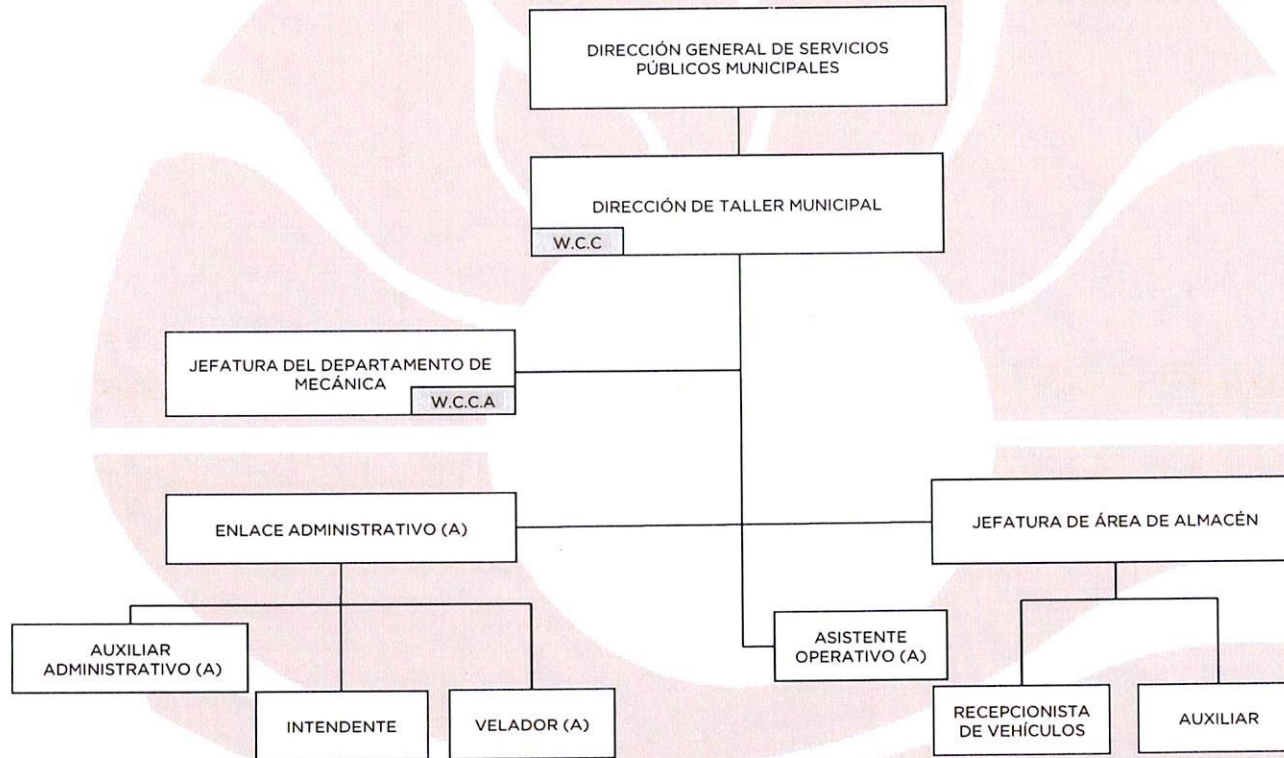 DIRECCIÓN GENERAL DE SERVICIOS
PÚBLICOS MUNICIPALES
DIRECCIÓN DE TALLER MUNICIPAL
W.C.C
JEFATURA DEL DEPARTAMENTO DE
MECÁNICA
W.C.C.A
ENLACE ADMINISTRATIVO (A)
JEFATURA DE ÁREA DE ALMACÉN
AUXILIAR
ADMINISTRATIVO (A)
INTENDENTE
VELADOR (A)
ASISTENTE
OPERATIVO (A)
RECEPCIONISTA
DE VEHÍCULOS
AUXILIAR